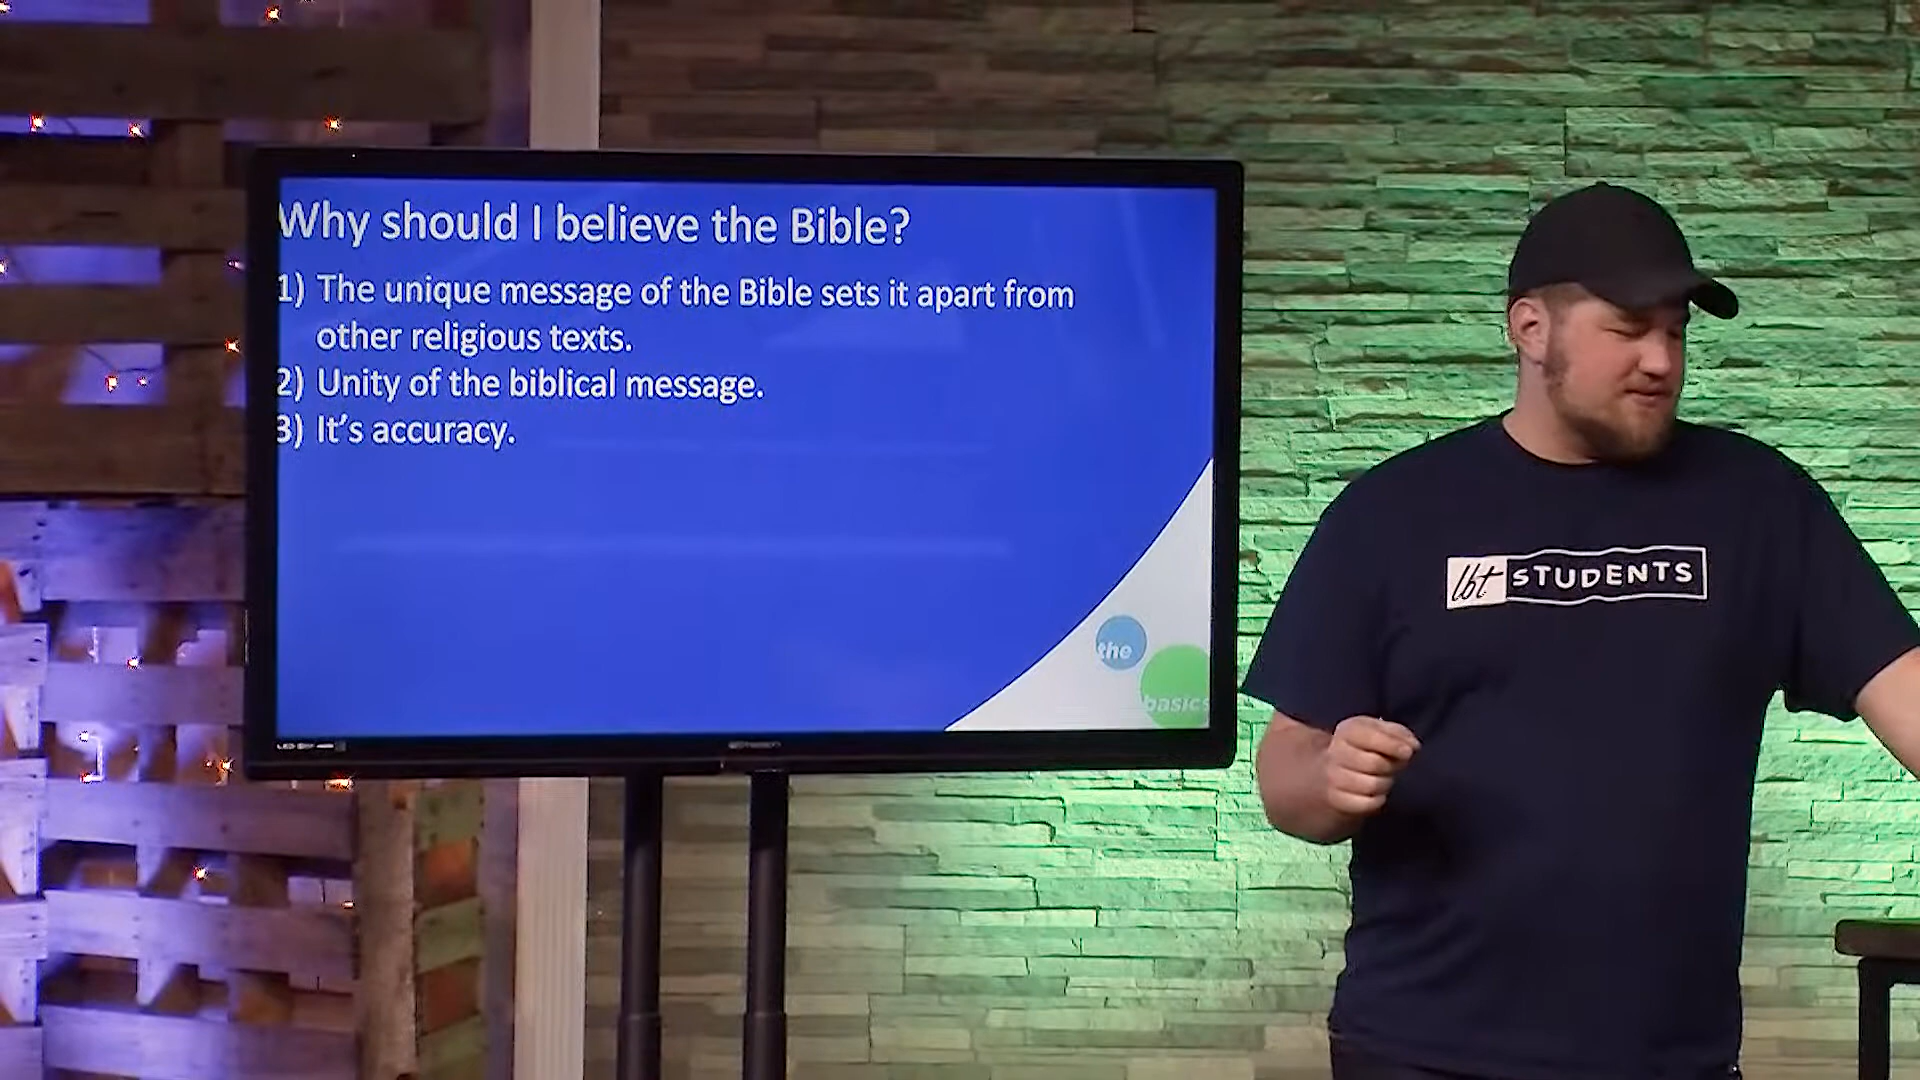 Why should I believe the Bible?
1) The unique message of the Bible sets it apart from
other religious texts.
2) Unity of the biblical message.
3) It's accuracy.
the
basics
lbt STUDENTS